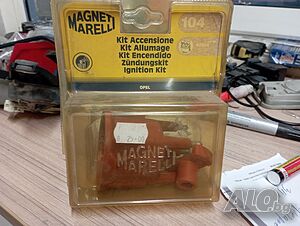 MAGNETI
MARELLI
104
Kit Accensione
Kit Allumage
Kit Encendido
Zündungskit
Ignition Kit
OPEL
MAGNETI
MARELLI
ALO.bg